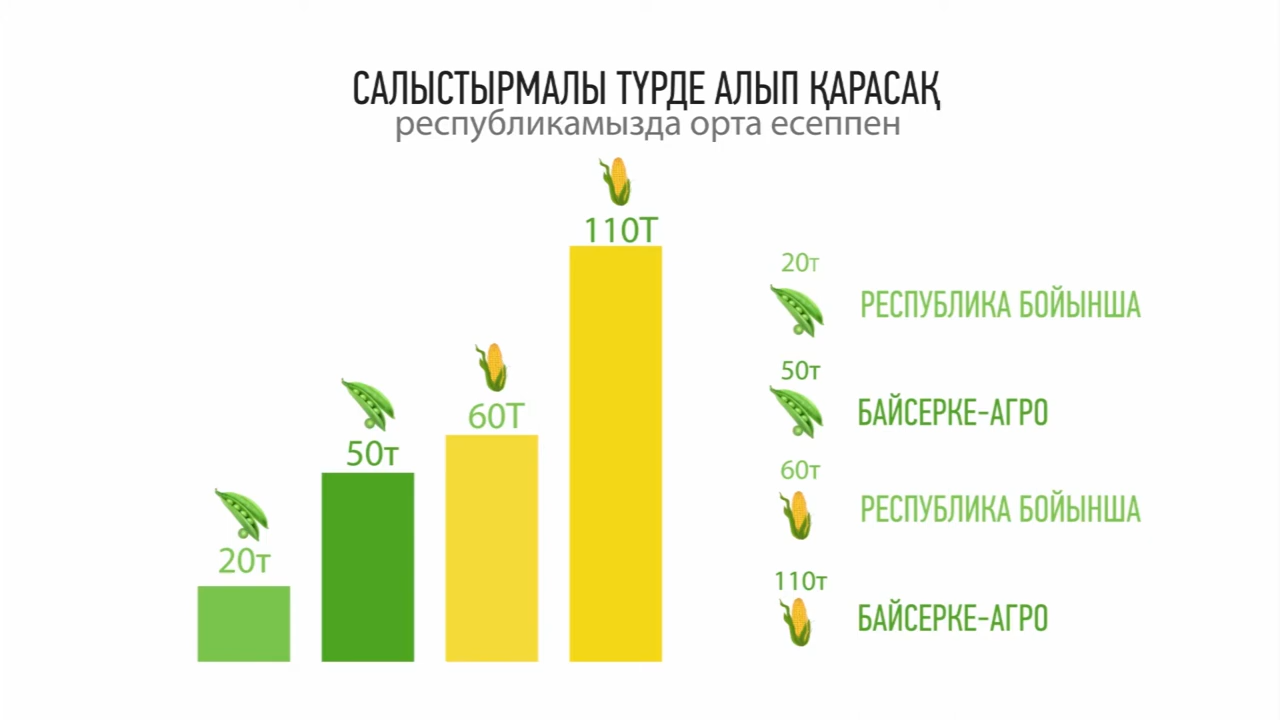 САЛЫСТЫРМАЛЫ ТҮРДЕ АЛЫП ҚАРАСАҚ
республикамызда орта есеппен
110Т
60Т
50т
20т
20т
РЕСПУБЛИКА БОЙЫНША
50т
БАЙСЕРКЕ-АГРО
60т
РЕСПУБЛИКА БОЙЫНША
110т
БАЙСЕРКЕ-АГРО